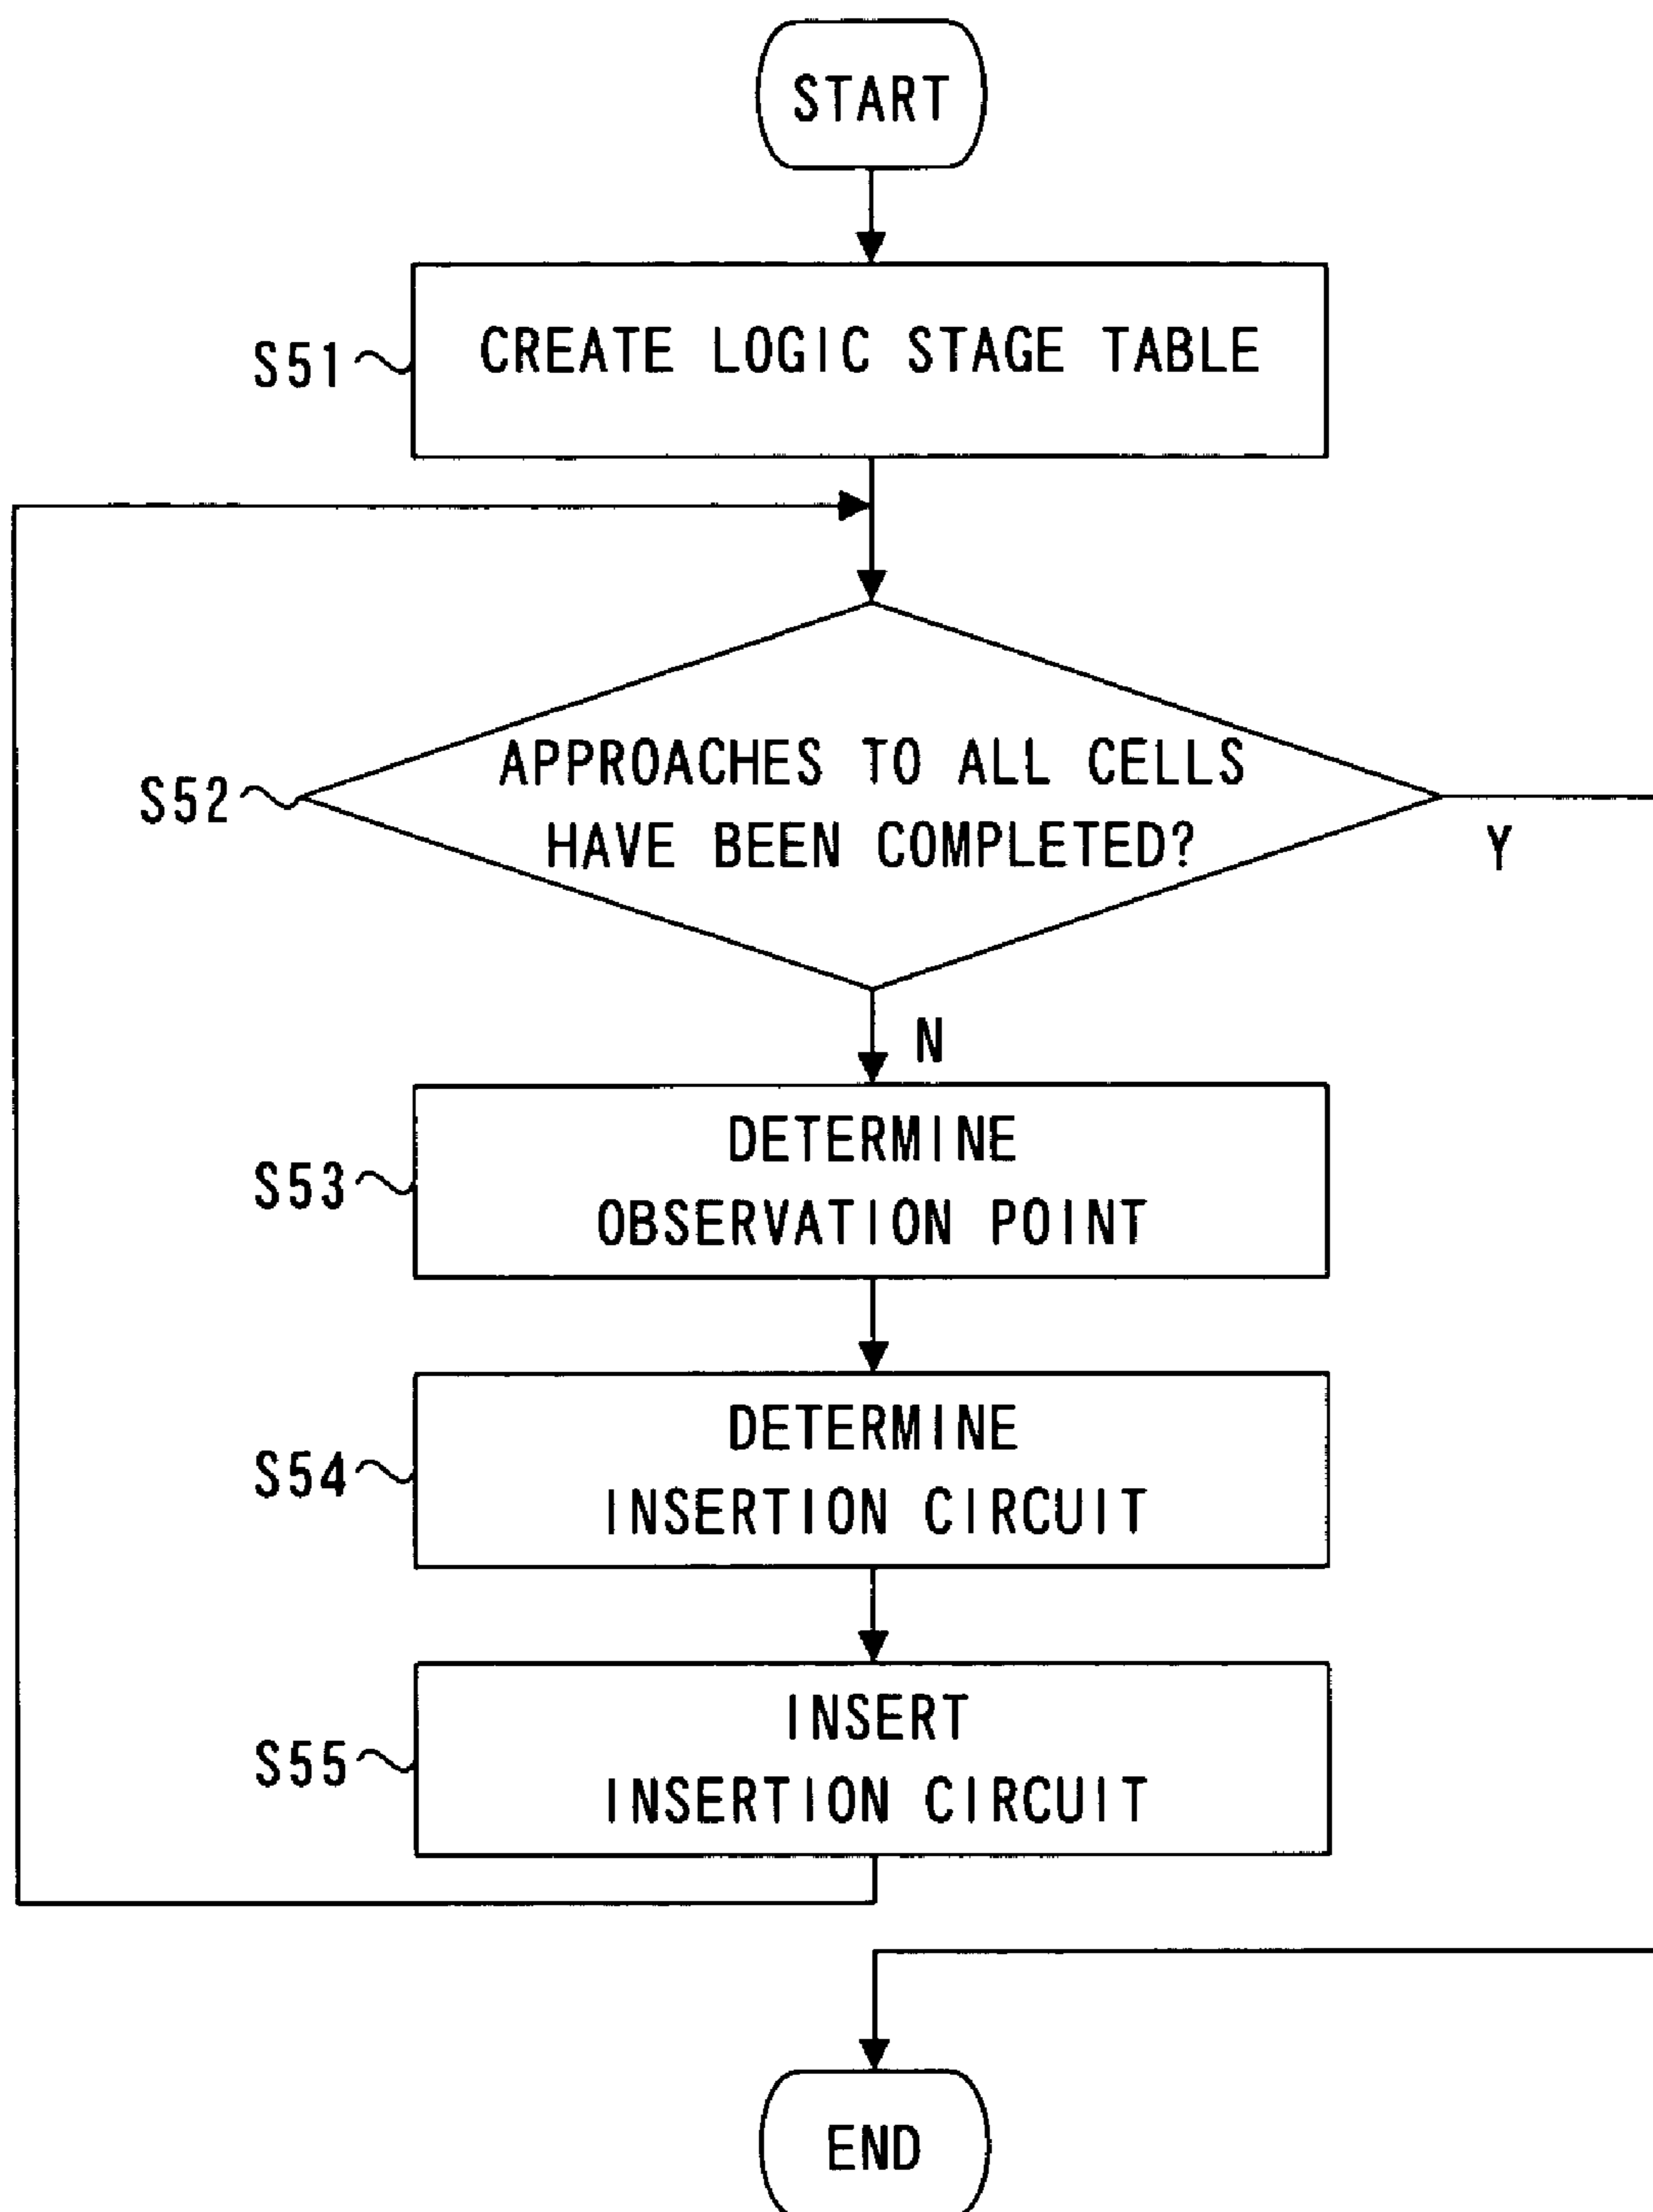 START
S51
CREATE LOGIC STAGE TABLE
S52
APPROACHES TO ALL CELLS
HAVE BEEN COMPLETED?
Y
N
S53
DETERMINE
OBSERVATION POINT
S54
DETERMINE
INSERTION CIRCUIT
S55
INSERT
INSERTION CIRCUIT
END